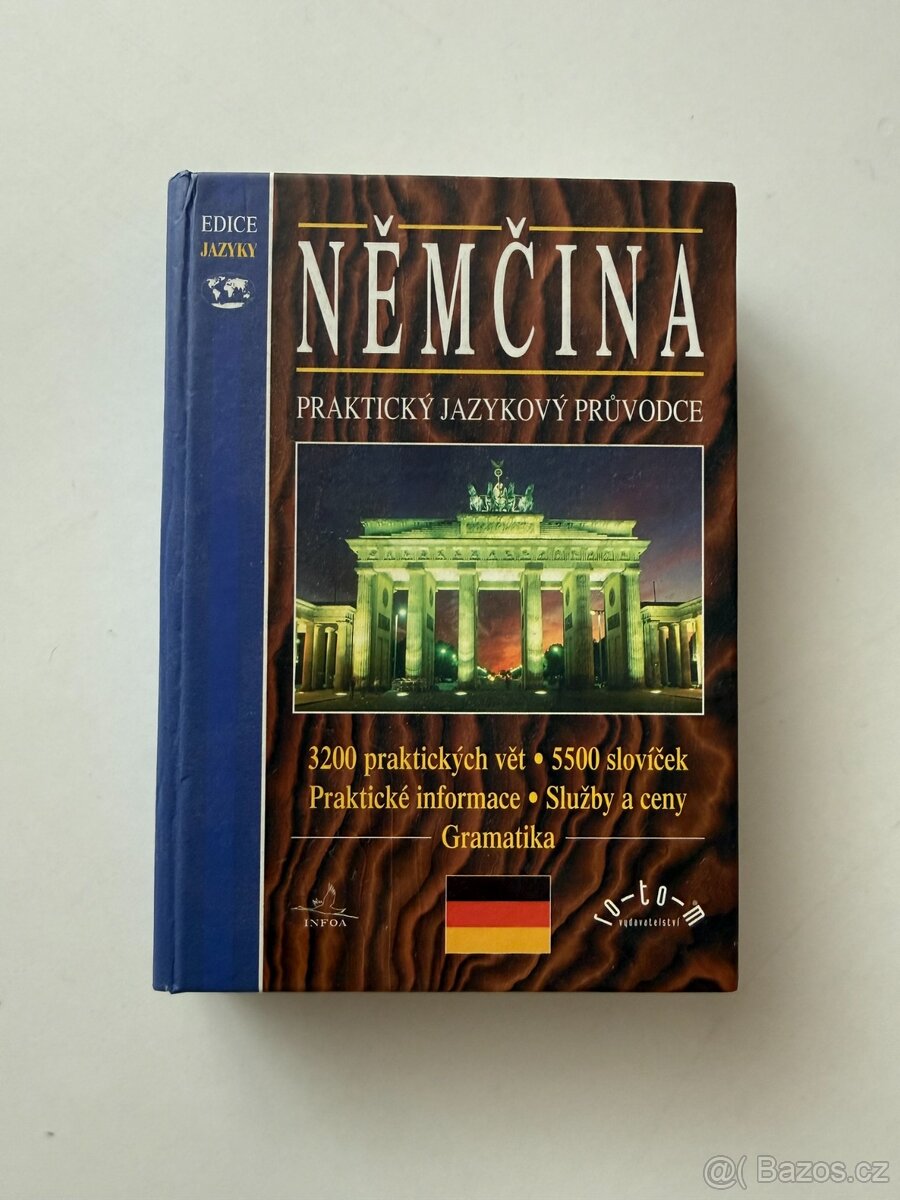 EDICE
JAZYKY
NĚMČINA
PRAKTICKÝ JAZYKOVÝ PRŮVODCE
3200 praktických vět • 5500 slovíček
Praktické informace • Služby a ceny
Gramatika
INFOA
ro-to-m
vydavatelství
@( Bazos.cz